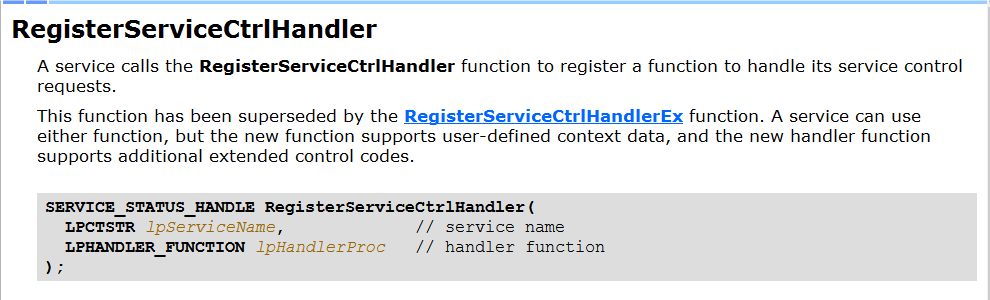 RegisterServiceCtrlHandler
A service calls the RegisterServiceCtrlHandler function to register a function to handle its service control
requests.
This function has been superseded by the RegisterServiceCtrlHandlerEx function. A service can use
either function, but the new function supports user-defined context data, and the new handler function
supports additional extended control codes.
SERVICE_STATUS_HANDLE RegisterServiceCtrlHandler(
  LPCTSTR lpServiceName,             // service name
  LPHANDLER_FUNCTION lpHandlerProc   // handler function
);